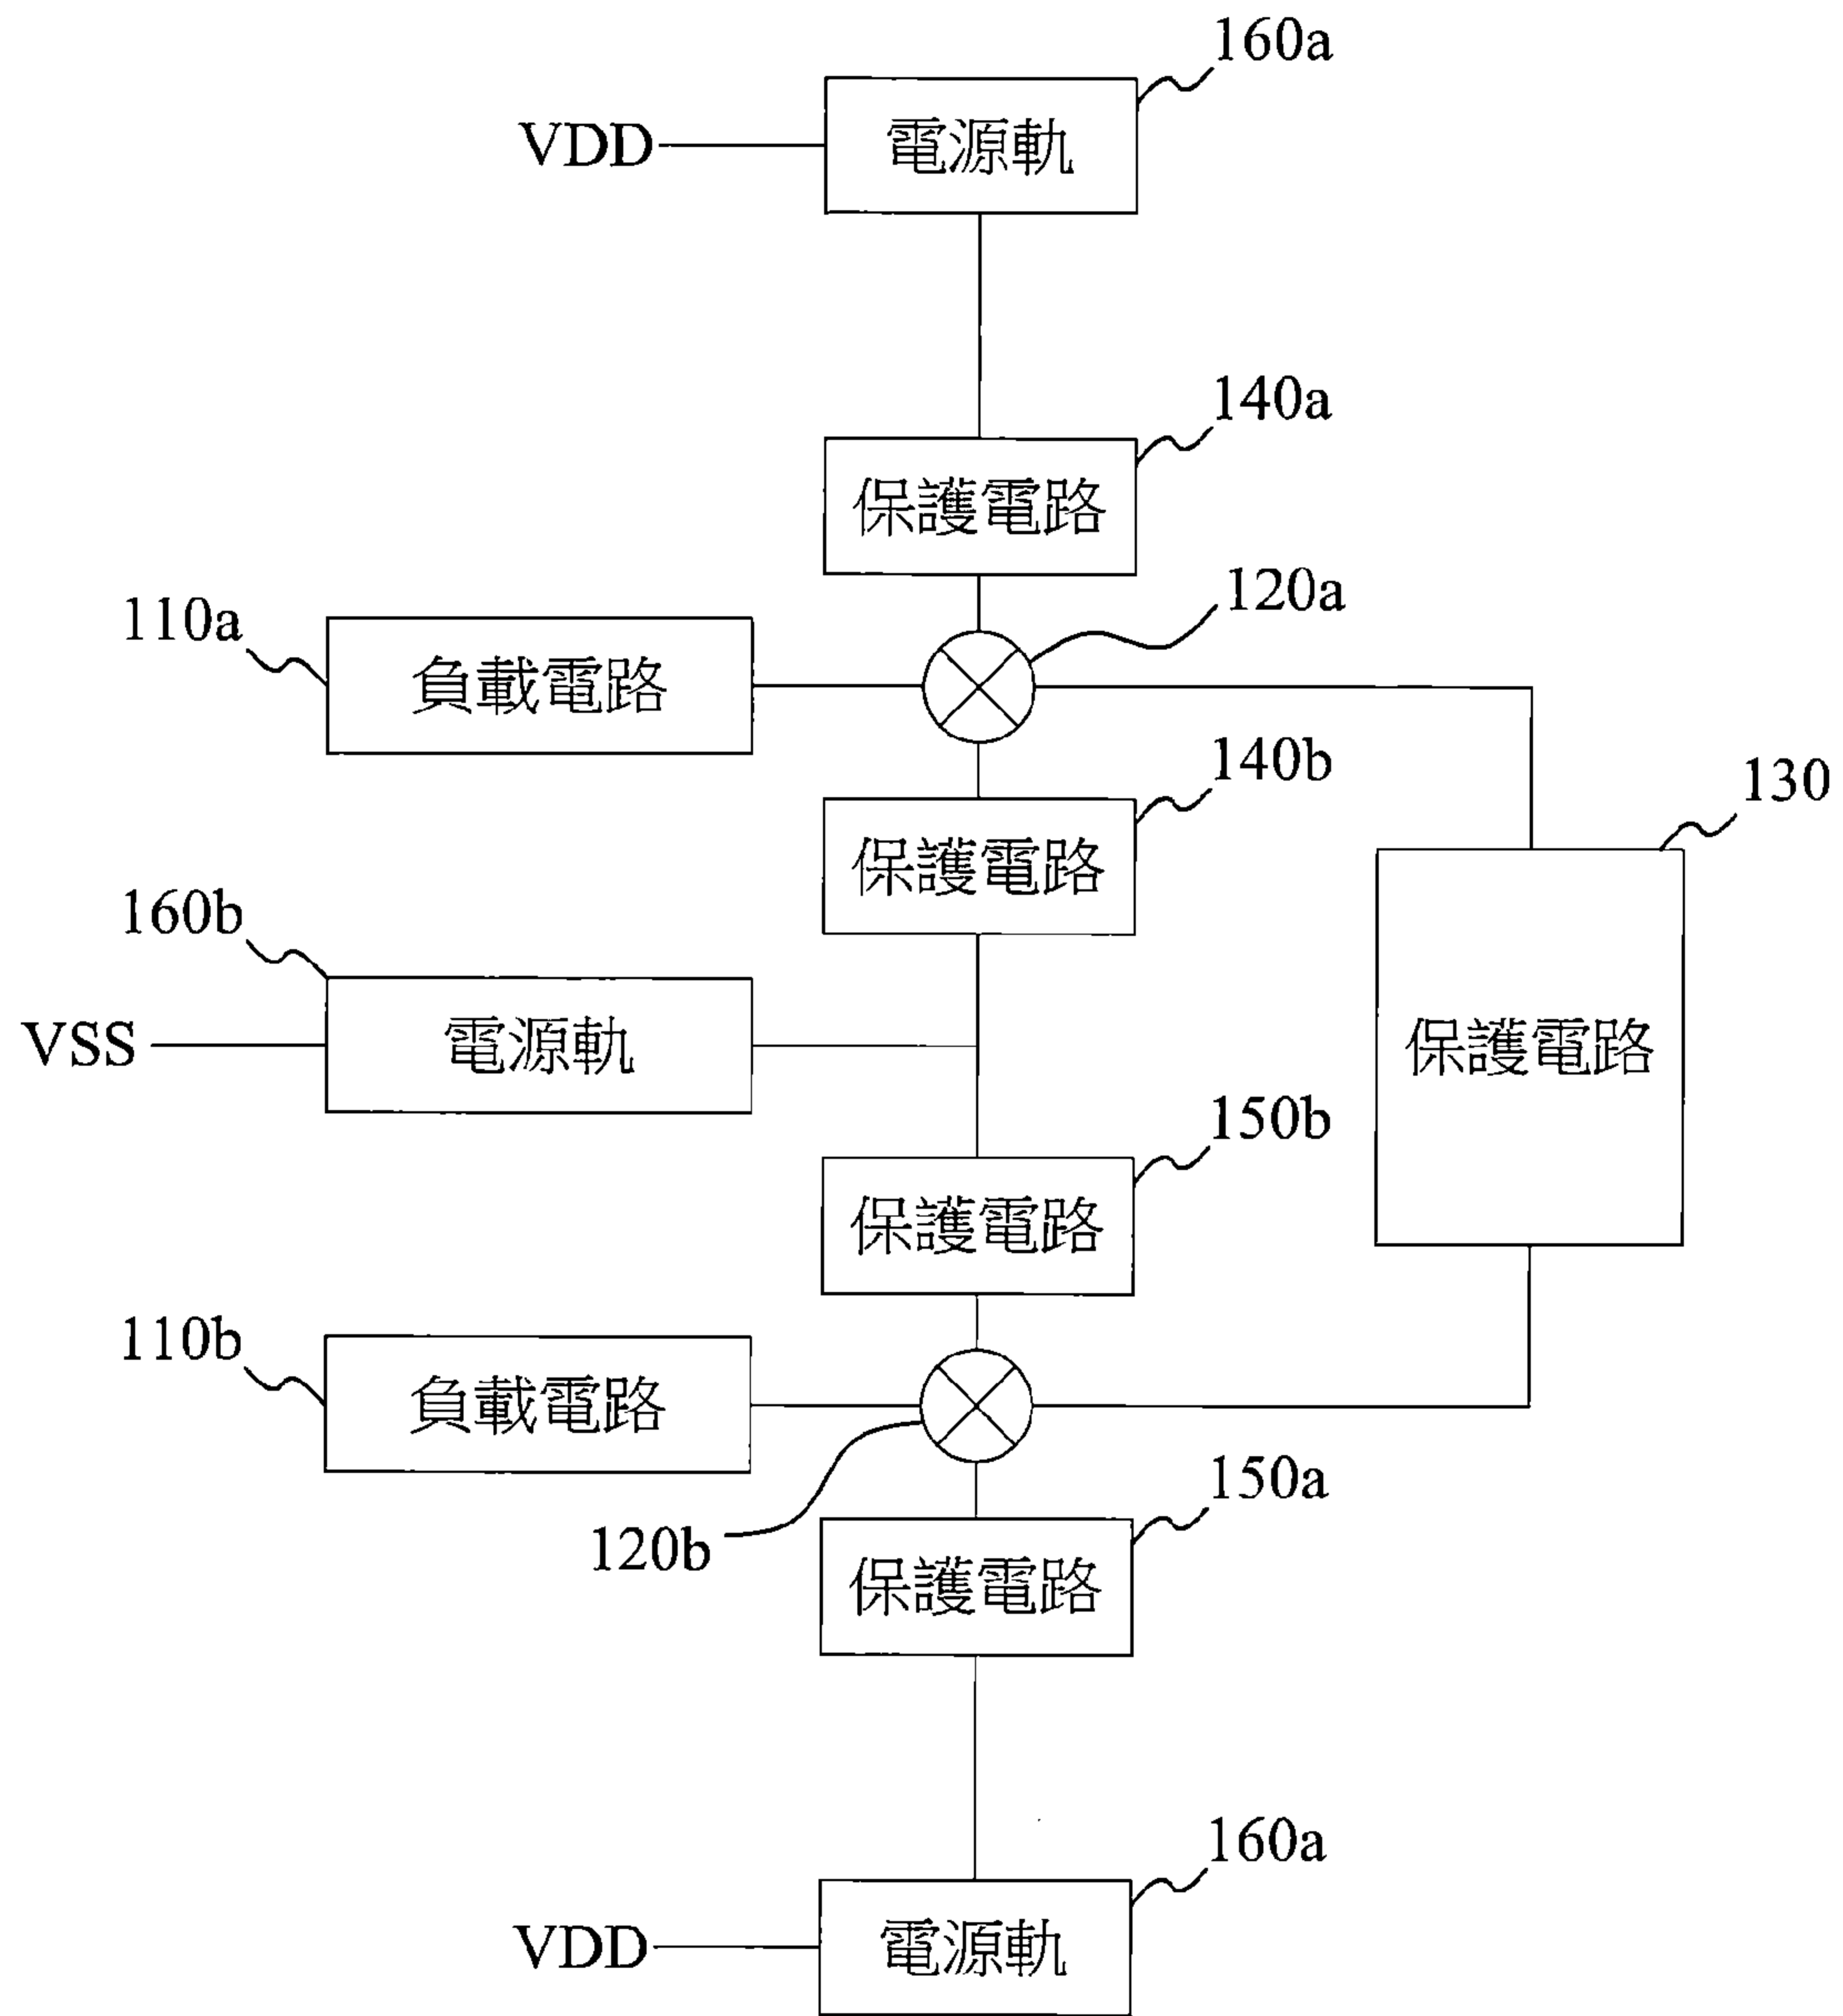 160a
VDD
電源軌
140a
保護電路
120a
110a
負載電路
140b
130
保護電路
160b
VSS
電源軌
保護電路
150b
保護電路
110b
負載電路
150a
120b
保護電路
160a
VDD
電源軌